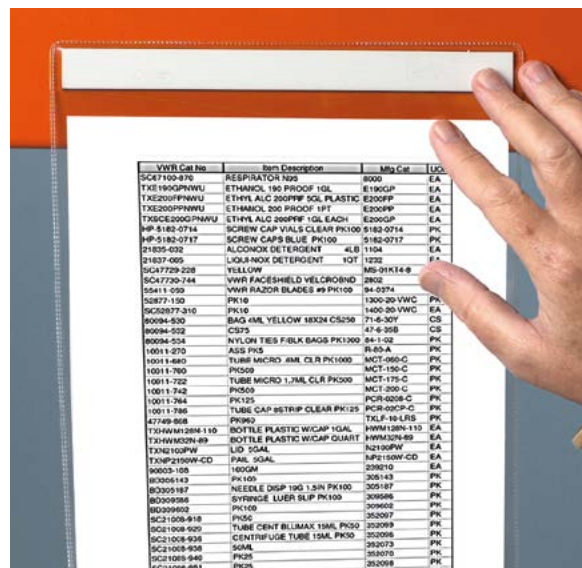 VWR Cat No Item Description Mfg Cat UO
SC67100-870 RESPIRATOR N95 8000 EA
TXE190GPNWU ETHANOL 190 PROOF 1GL E190GP EA
TXE200FPNWU ETHYL ALC 200PRF 5GL PLASTIC E200FP EA
TXE200PPNWU ETHANOL 200 PROOF 1PT E200PP EA
TXSCE200GPNWU ETHYL ALC 200PRF 1GL EACH E200GP EA
HP-5182-0714 SCREW CAP VIALS CLEAR PK100 5182-0714 PK
HP-5182-0717 SCREW CAPS BLUE PK100 5182-0717 PK
21835-032 ALCONOX DETERGENT 4LB 1104 EA
21837-005 LIQUI-NOX DETERGENT 1QT 1232 EA
SC47729-228 YELLOW MS-01KT4-8
SC47730-744 VWR FACESHIELD VELCROBND 2802
55411-050 VWR RAZOR BLADES #9 PK100 94-0374
52877-150 PK10 1300-20-VWC PK
SC52877-310 PK10 1400-20-VWC EA
80094-530 BAG 4ML YELLOW 18X24 CS250 71-6-30Y CS
80094-532 CS75 47-6-35B CS
80094-534 NYLON TIES F/BLK BAGS PK1000 84-1-02 PK
10011-270 ASS PK5 R-80-A PK
10011-680 TUBE MICRO .6ML CLR PK1000 MCT-060-C PK
10011-700 PK500 MCT-150-C PK
10011-722 TUBE MICRO 1.7ML CLR PK500 MCT-175-C PK
10011-742 PK500 MCT-200-C PK
10011-764 PK125 PCR-0208-C PK
10011-786 TUBE CAP 8STRIP CLEAR PK125 PCR-02CP-C PK
47749-868 PK960 TXLF-10-LRS PK
TXHWM128N-110 BOTTLE PLASTIC W/CAP 1GAL HWM128N-110 EA
TXHWM32N-89 BOTTLE PLASTIC W/CAP QUART HWM32N-89 EA
TXN2100PW LID 5GAL N2100PW EA
TXNP2150W-CD PAIL 5GAL NP2150W-CD EA
90003-108 100GM 239210 EA
BD305143 PK100 305143 PK
BD305187 NEEDLE DISP 19G 1.5IN PK100 305187 PK
BD309586 SYRINGE LUER SLIP PK100 309586 PK
BD309602 PK100 309602 PK
SC21008-918 PK50 352097 PK
SC21008-920 TUBE CENT BLUMAX 15ML PK50 352099 PK
SC21008-936 CENTRIFUGE TUBE 15ML PK50 352096 PK
SC21008-938 50ML 352073 PK
SC21008-940 PK25 352070 PK
SC21008-951 PK25 352098 PK